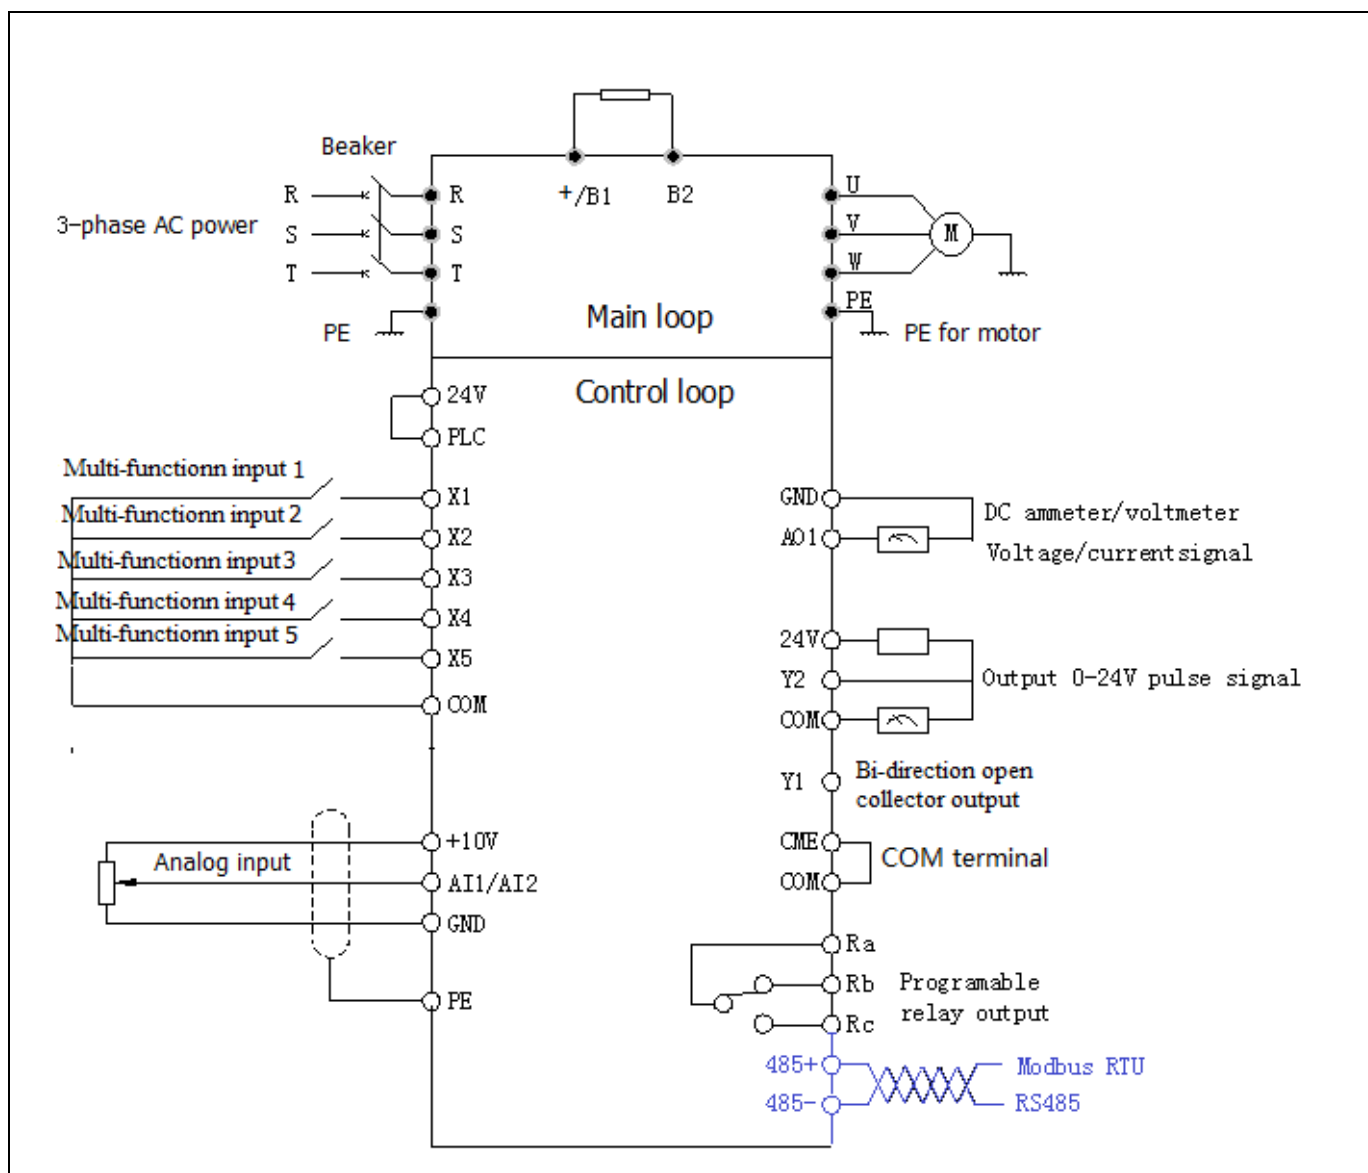 Beaker
R
R
+/B1
B2
U
3-phase AC power
S
S
V
M
T
T
W
PE
PE
Main loop
PE for motor
Control loop
24V
PLC
Multi-functionn input 1
X1
GND
DC ammeter/voltmeter
Multi-functionn input 2
X2
AO1
Voltage/currentsignal
Multi-functionn input 3
X3
Multi-functionn input 4
X4
24V
Multi-functionn input 5
X5
Y2
Output 0-24V pulse signal
COM
COM
Y1
Bi-direction open
collector output
+10V
CME
COM terminal
Analog input
AI1/AI2
COM
GND
Ra
PE
Rb
Programable
relay output
Rc
485+
Modbus RTU
485-
RS485